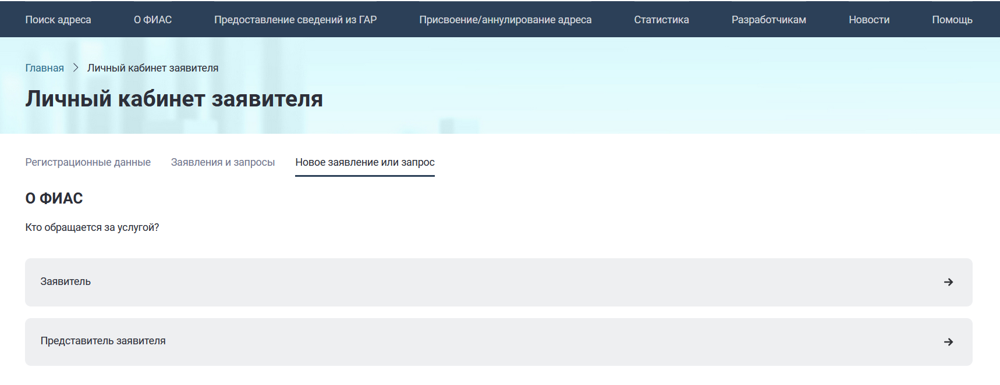 Поиск адреса О ФИАС Предоставление сведений из ГАР Присвоение/аннулирование адреса Статистика Разработчикам Новости Помощь
Главная > Личный кабинет заявителя
Личный кабинет заявителя
Регистрационные данные Заявления и запросы Новое заявление или запрос
О ФИАС
Кто обращается за услугой?
Заявитель
Представитель заявителя